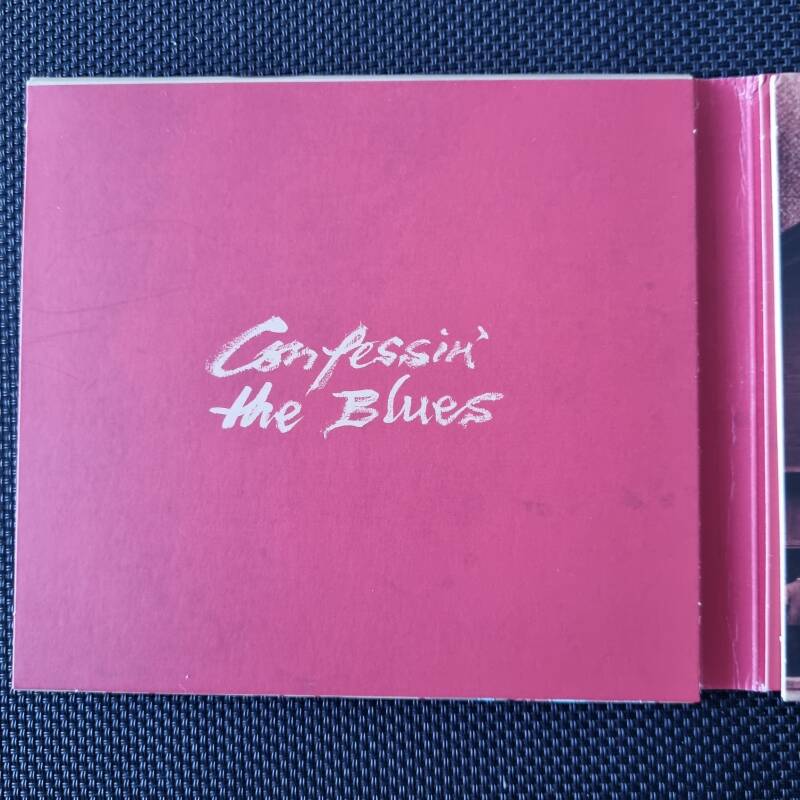 Confessin'
the Blues